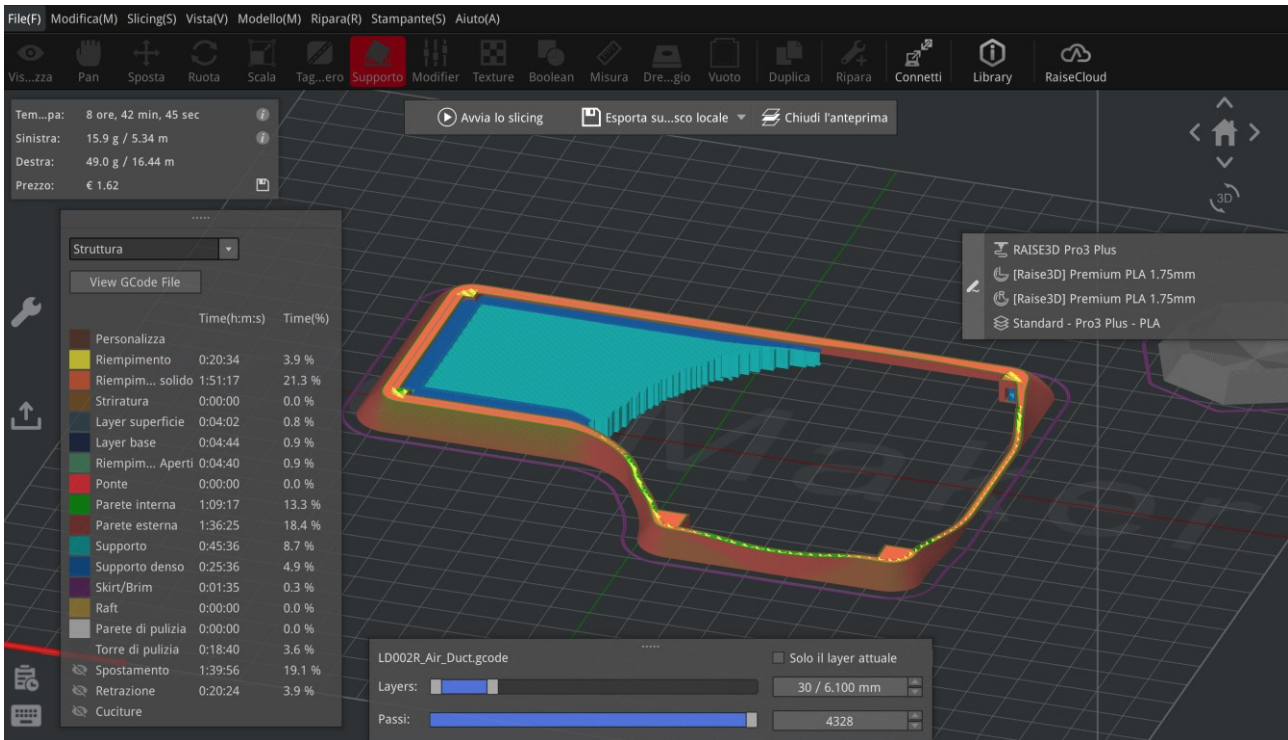 File(F) Modifica(M) Slicing(S) Vista(V) Modello(M) Ripara(R) Stampante(S) Aiuto(A)
Vis...zza Pan Sposta Ruota Scala Tag...ero Supporto Modifier Texture Boolean Misura Dre...gio Vuoto Duplica Ripara Connetti Library RaiseCloud
Tem...pa: 8 ore, 42 min, 45 sec
Sinistra: 15.9 g / 5.34 m
Destra: 49.0 g / 16.44 m
Prezzo: € 1.62
Avvia lo slicing Esporta su...sco locale Chiudi l'anteprima
3D
RAISE3D Pro3 Plus
[Raise3D] Premium PLA 1.75mm
[Raise3D] Premium PLA 1.75mm
Standard - Pro3 Plus - PLA
Struttura
View GCode File
Time(h:m:s) Time(%)
Personalizza
Riempimento 0:20:34 3.9 %
Riempim... solido 1:51:17 21.3 %
Striratura 0:00:00 0.0 %
Layer superficie 0:04:02 0.8 %
Layer base 0:04:44 0.9 %
Riempim... Aperti 0:04:40 0.9 %
Ponte 0:00:00 0.0 %
Parete interna 1:09:17 13.3 %
Parete esterna 1:36:25 18.4 %
Supporto 0:45:36 8.7 %
Supporto denso 0:25:36 4.9 %
Skirt/Brim 0:01:35 0.3 %
Raft 0:00:00 0.0 %
Parete di pulizia 0:00:00 0.0 %
Torre di pulizia 0:18:40 3.6 %
Spostamento 1:39:56 19.1 %
Retrazione 0:20:24 3.9 %
Cuciture
LD002R_Air_Duct.gcode Solo il layer attuale
Layers: 30 / 6.100 mm
Passi: 4328